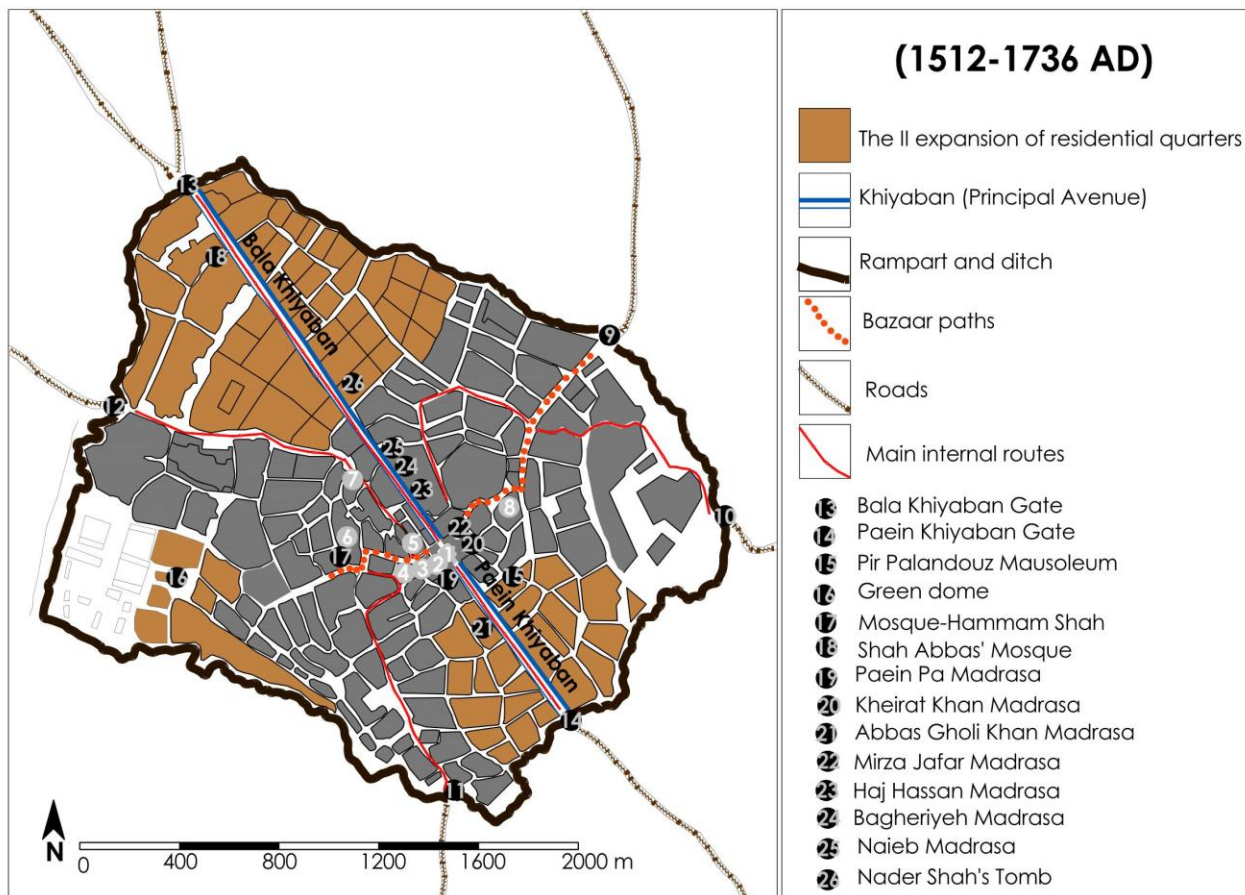 13
18
Bala Khiyaban
9
26
12
25
24
7
23
8
10
22
6
5
20
17
1
2
4
3
19
15
16
Paein Khiyaban
21
14
11
N
0
400
1200
1600
2000 m
(1512-1736 AD)
The II expansion of residential quarters
Khiyaban (Principal Avenue)
Rampart and ditch
Bazaar paths
Roads
Main internal routes
13 Bala Khiyaban Gate
14 Paein Khiyaban Gate
15 Pir Palandouz Mausoleum
16 Green dome
17 Mosque-Hammam Shah
18 Shah Abbas' Mosque
19 Paein Pa Madrasa
20 Kheirat Khan Madrasa
21 Abbas Gholi Khan Madrasa
22 Mirza Jafar Madrasa
23 Haj Hassan Madrasa
24 Bagheriyeh Madrasa
25 Naieb Madrasa
26 Nader Shah's Tomb